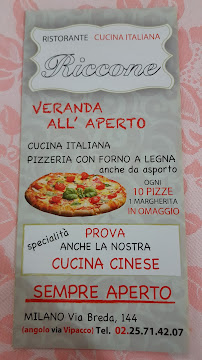 RISTORANTE CUCINA ITALIANA
Riccone
VERANDA
ALL' APERTO
CUCINA ITALIANA
PIZZERIA CON FORNO A LEGNA
anche da asporto
OGNI
10 PIZZE
1 MARGHERITA
IN OMAGGIO
specialità
PROVA
ANCHE LA NOSTRA
CUCINA CINESE
SEMPRE APERTO
MILANO Via Breda, 144
(angolo via Vipacco) Tel. 02.25.71.42.07